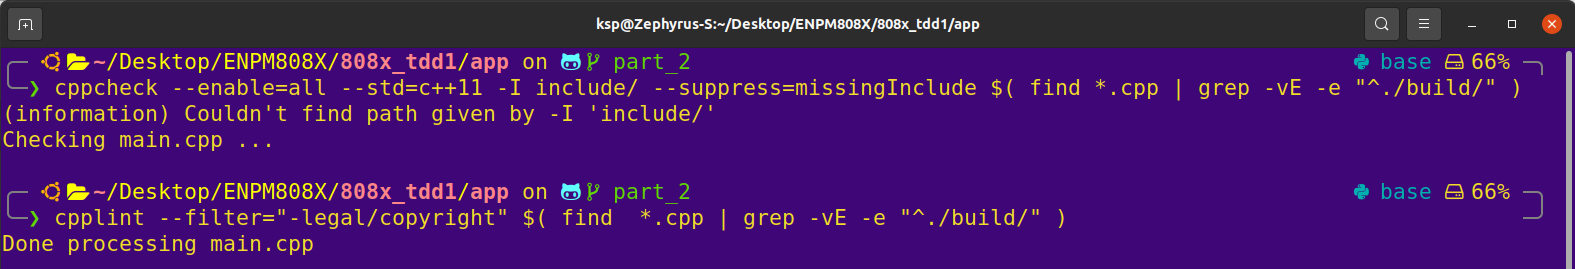 ksp@Zephyrus-S:~/Desktop/ENPM808X/808x_tdd1/app
~/Desktop/ENPM808X/808x_tdd1/app on part_2 base 66%
❯ cppcheck --enable=all --std=c++11 -I include/ --suppress=missingInclude $( find *.cpp | grep -vE -e "^./build/" )
(information) Couldn't find path given by -I 'include/'
Checking main.cpp ...
~/Desktop/ENPM808X/808x_tdd1/app on part_2 base 66%
❯ cpplint --filter="-legal/copyright" $( find  *.cpp | grep -vE -e "^./build/" )
Done processing main.cpp